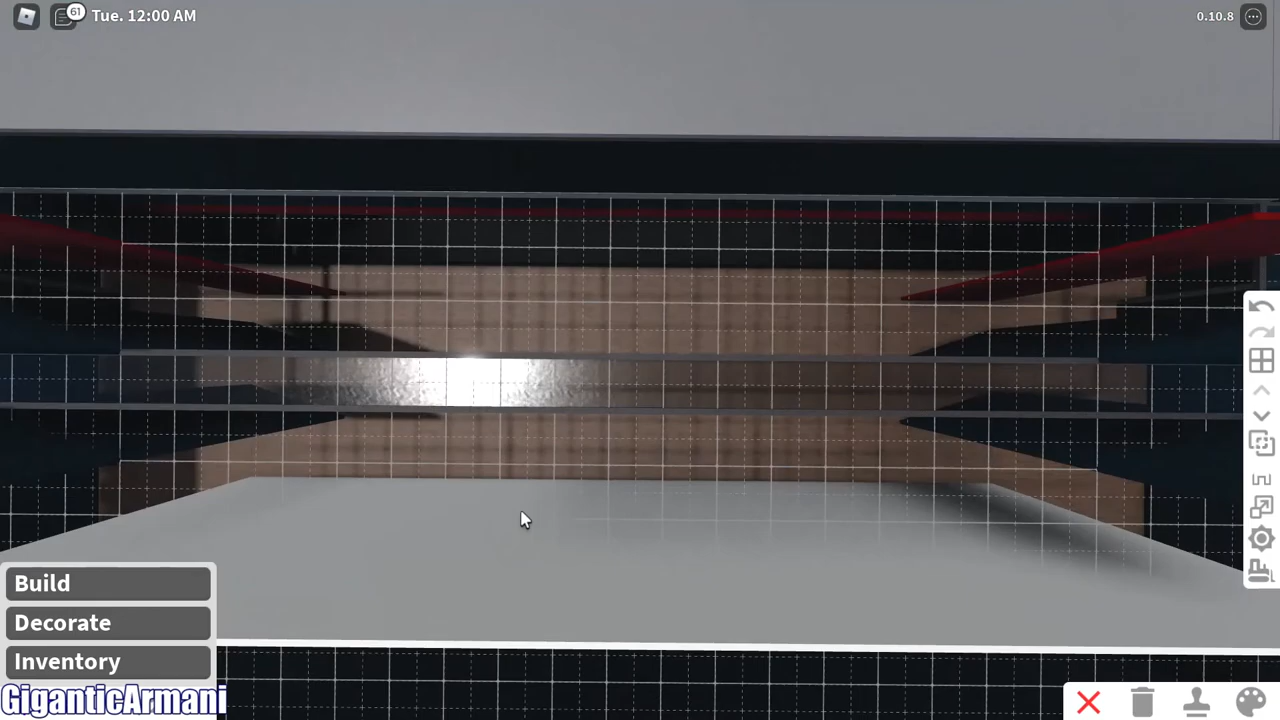 61
Tue. 12:00 AM
0.10.8
Build
Decorate
Inventory
GiganticArmani